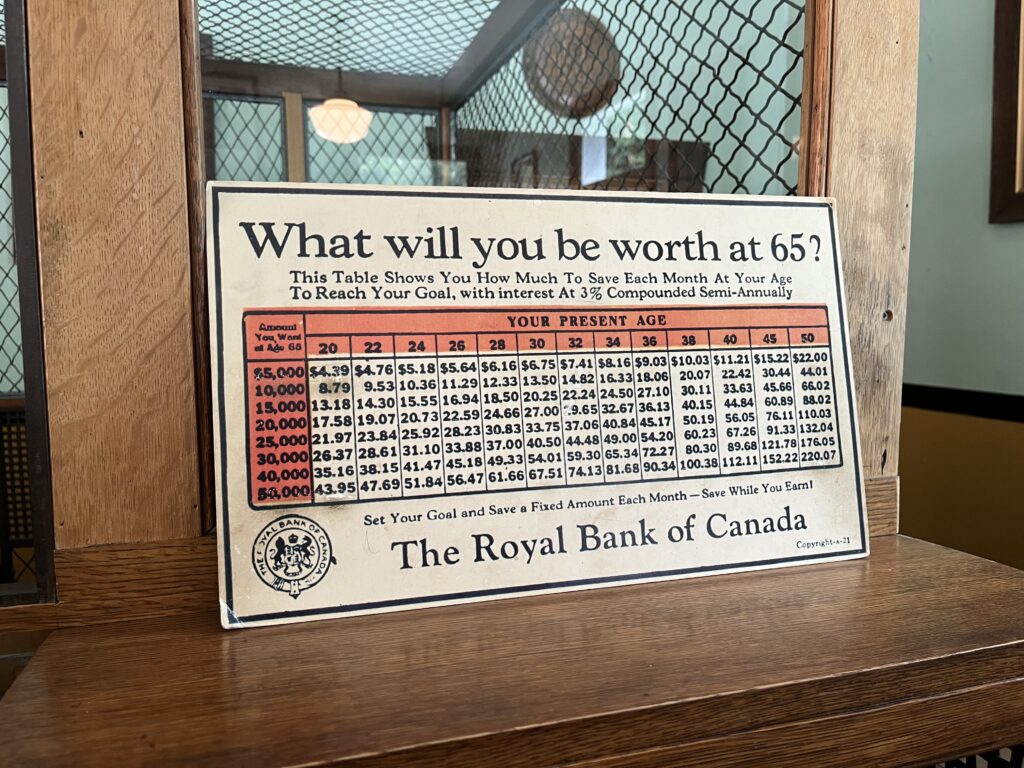 What will you be worth at 65?
This Table Shows You How Much To Save Each Month At Your Age
To Reach Your Goal, with interest At 3% Compounded Semi-Annually
Amount
You Want
at Age 65
YOUR PRESENT AGE
20 22 24 26 28 30 32 34 36 38 40 45 50
$5,000 $4.39 $4.76 $5.18 $5.64 $6.16 $6.75 $7.41 $8.16 $9.03 $10.03 $11.21 $15.22 $22.00
10,000 8.79 9.53 10.36 11.29 12.33 13.50 14.82 16.33 18.06 20.07 22.42 30.44 44.01
15,000 13.18 14.30 15.55 16.94 18.50 20.25 22.24 24.50 27.10 30.11 33.63 45.66 66.02
20,000 17.58 19.07 20.73 22.59 24.66 27.00 29.65 32.67 36.13 40.15 44.84 60.89 88.02
25,000 21.97 23.84 25.92 28.23 30.83 33.75 37.06 40.84 45.17 50.19 56.05 76.11 110.03
30,000 26.37 28.61 31.10 33.88 37.00 40.50 44.48 49.00 54.20 60.23 67.26 91.33 132.04
40,000 35.16 38.15 41.47 45.18 49.33 54.01 59.30 65.34 72.27 80.30 89.68 121.78 176.05
50,000 43.95 47.69 51.84 56.47 61.66 67.51 74.13 81.68 90.34 100.38 112.11 152.22 220.07
Set Your Goal and Save a Fixed Amount Each Month — Save While You Earn!
THE ROYAL BANK OF CANADA
The Royal Bank of Canada
Copyright-A-21